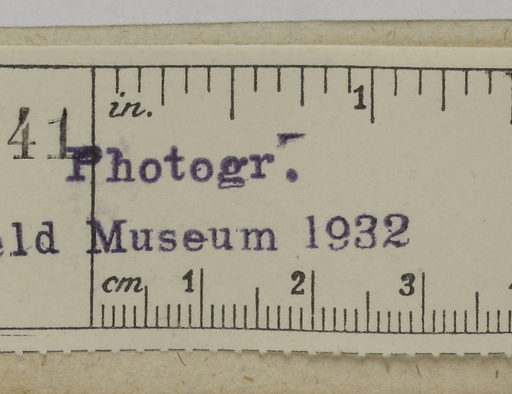 in. 1
41
Photogr.
eld Museum 1932
cm 1 2 3